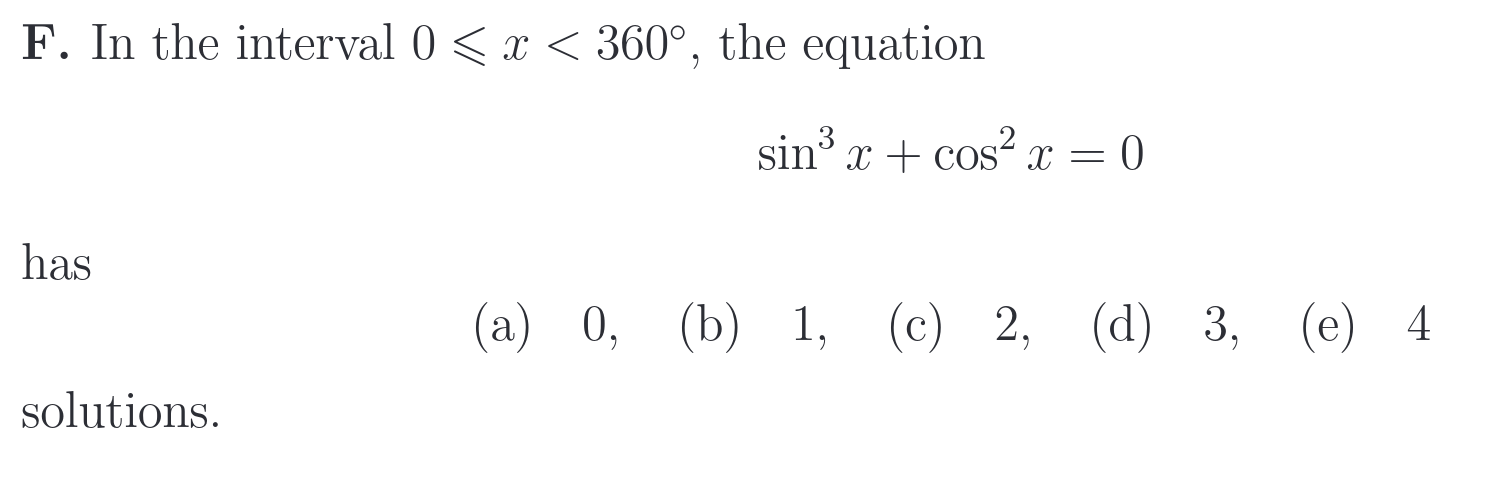 F. In the interval 0 ⩽ x < 360°, the equation
sin³ x + cos² x = 0
has
(a) 0, (b) 1, (c) 2, (d) 3, (e) 4
solutions.